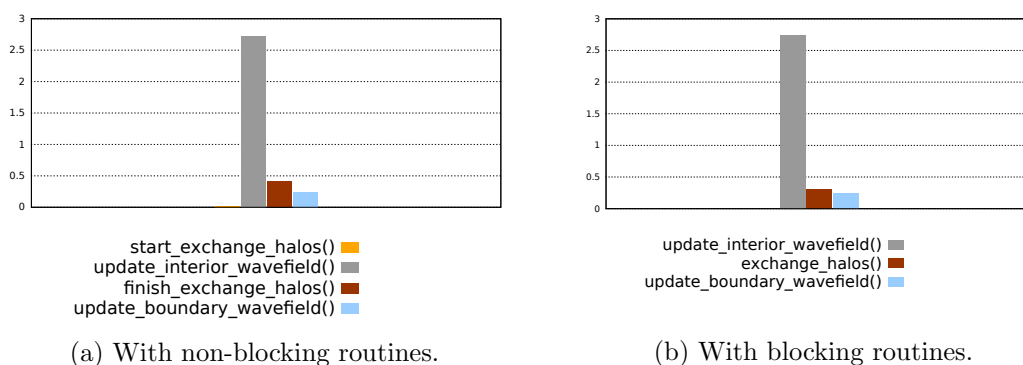 3
2.5
2
1.5
1
0.5
0
start_exchange_halos()
update_interior_wavefield()
finish_exchange_halos()
update_boundary_wavefield()
(a) With non-blocking routines.
3
2.5
2
1.5
1
0.5
0
update_interior_wavefield()
exchange_halos()
update_boundary_wavefield()
(b) With blocking routines.